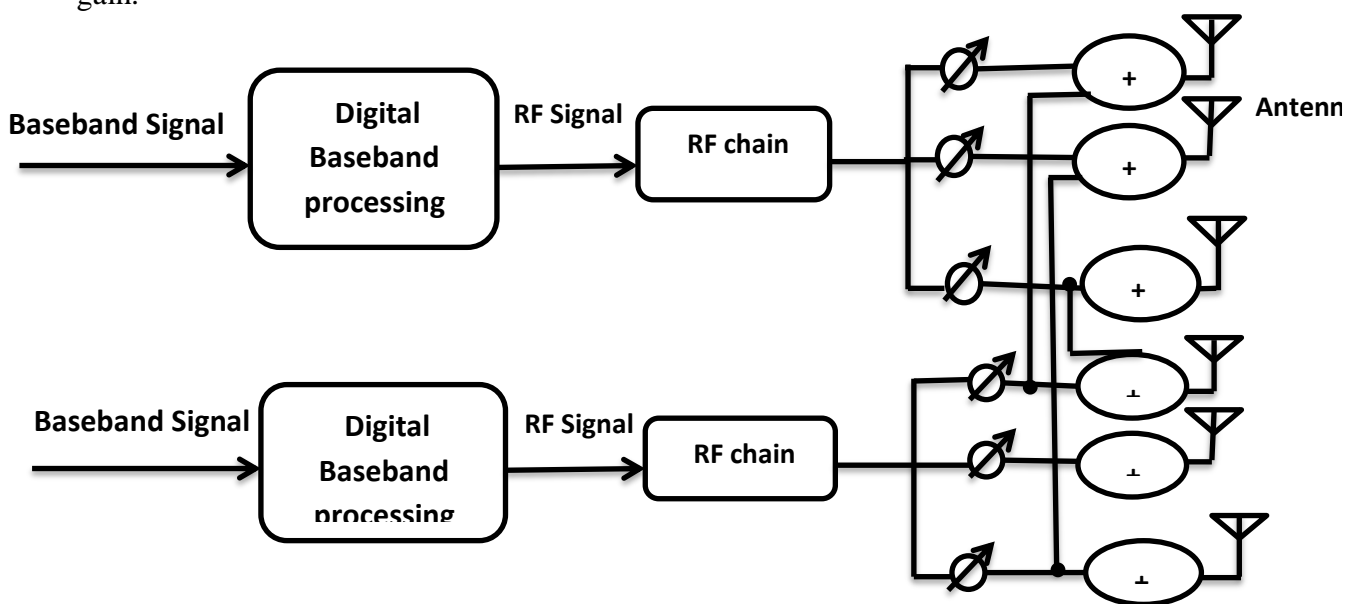 gain.
Baseband Signal
Digital
Baseband
processing
RF Signal
RF chain
+
+
Antenn
+
Baseband Signal
Digital
Baseband
processing
RF Signal
RF chain